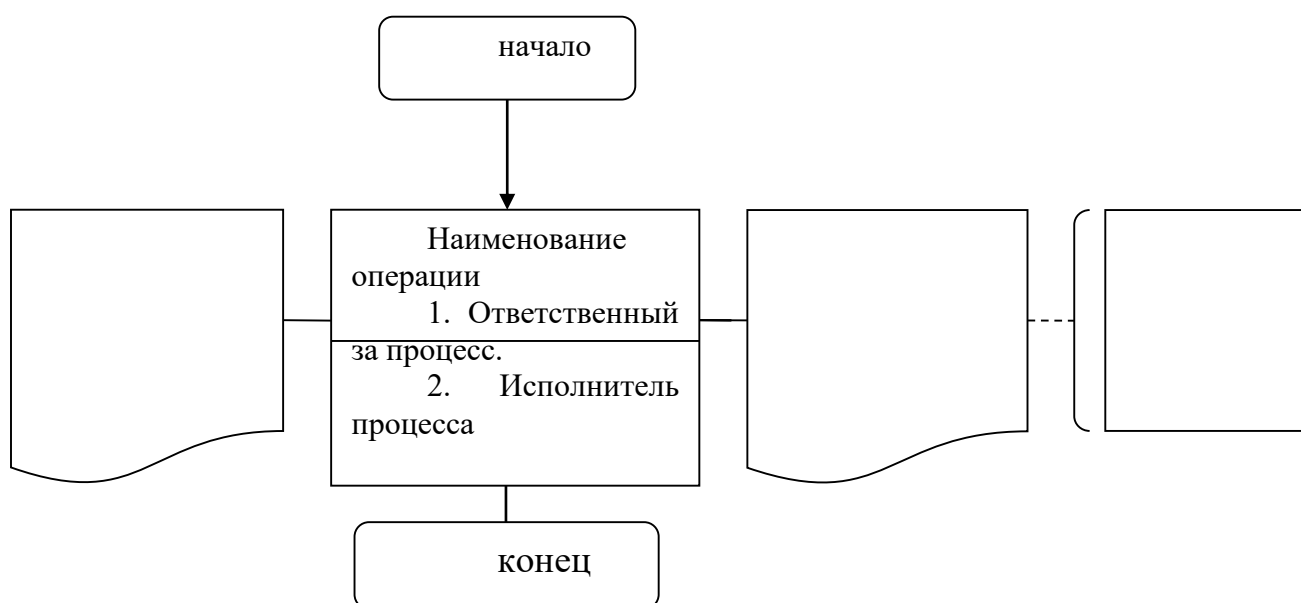 начало
Наименование
операции
1. Ответственный
за процесс.
2. Исполнитель
процесса
конец